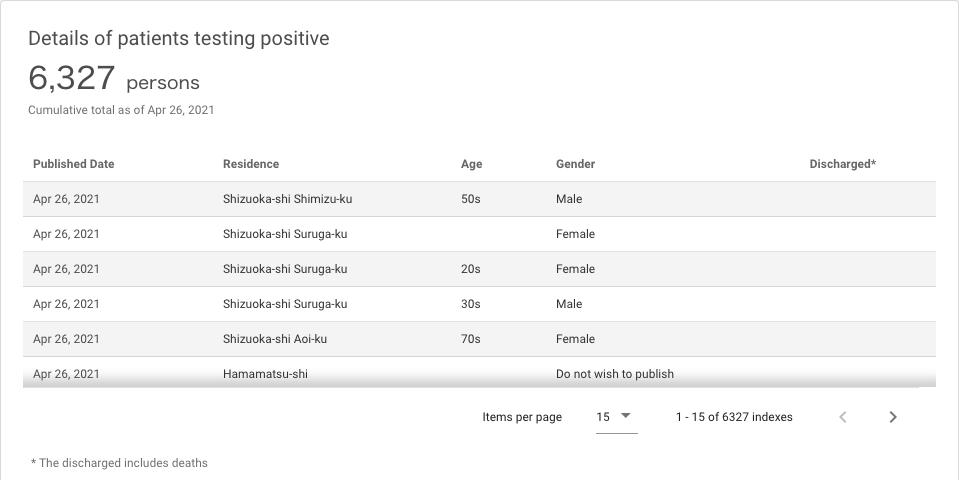 Details of patients testing positive
6,327 persons
Cumulative total as of Apr 26, 2021
Published Date Residence Age Gender Discharged*
Apr 26, 2021 Shizuoka-shi Shimizu-ku 50s Male
Apr 26, 2021 Shizuoka-shi Suruga-ku Female
Apr 26, 2021 Shizuoka-shi Suruga-ku 20s Female
Apr 26, 2021 Shizuoka-shi Suruga-ku 30s Male
Apr 26, 2021 Shizuoka-shi Aoi-ku 70s Female
Apr 26, 2021 Hamamatsu-shi Do not wish to publish
Items per page 15 1 - 15 of 6327 indexes
* The discharged includes deaths